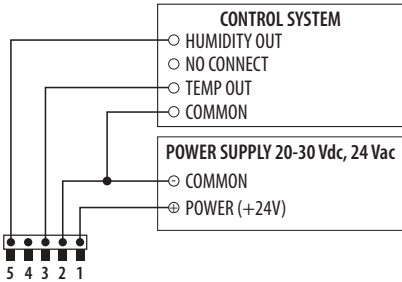 CONTROL SYSTEM
HUMIDITY OUT
NO CONNECT
TEMP OUT
COMMON
POWER SUPPLY 20-30 Vdc, 24 Vac
COMMON
POWER (+24V)
5 4 3 2 1